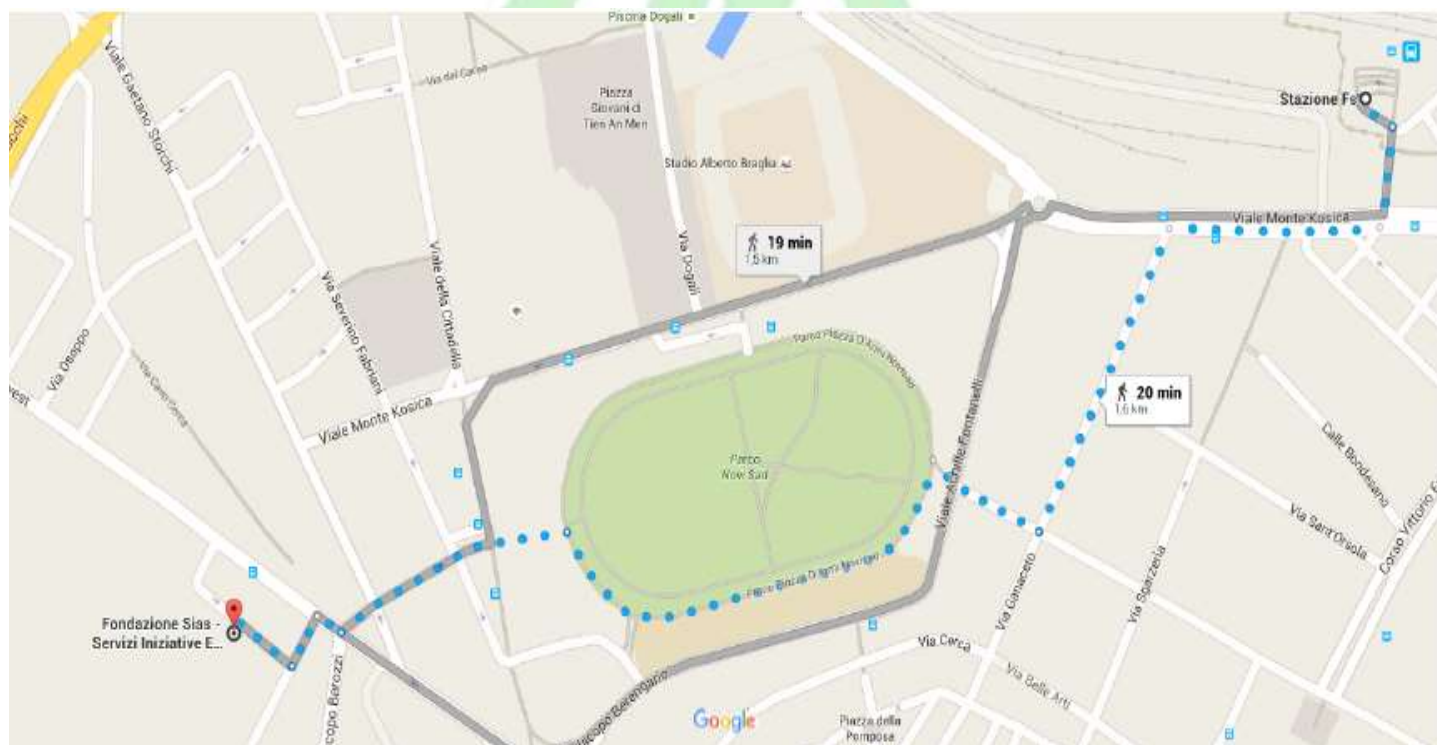 Piscina Dogali
Viale Gaetano Storchi
Piazza
Giovani di
Tien An Men
Stadio Alberto Braglia
Stazione Fs
Viale Monte Kosica
19 min
1,5 km
Via Dogali
Viale della Cittadella
Via Severino Fabriani
Via Osoppo
Viale Monte Kosica
Parco
Novi Sad
Viale Achille Fontanelli
20 min
1,6 km
Calle Bondesano
Via Sant'Orsola
Corso Vittorio E
Via Ganaceto
Via Sgarzeria
Fondazione Sias -
Servizi Iniziative E...
copo Barozzi
Jacopo Berengario
Via Cerca
Via Belle Arti
Google
Piazza della
Pomposa